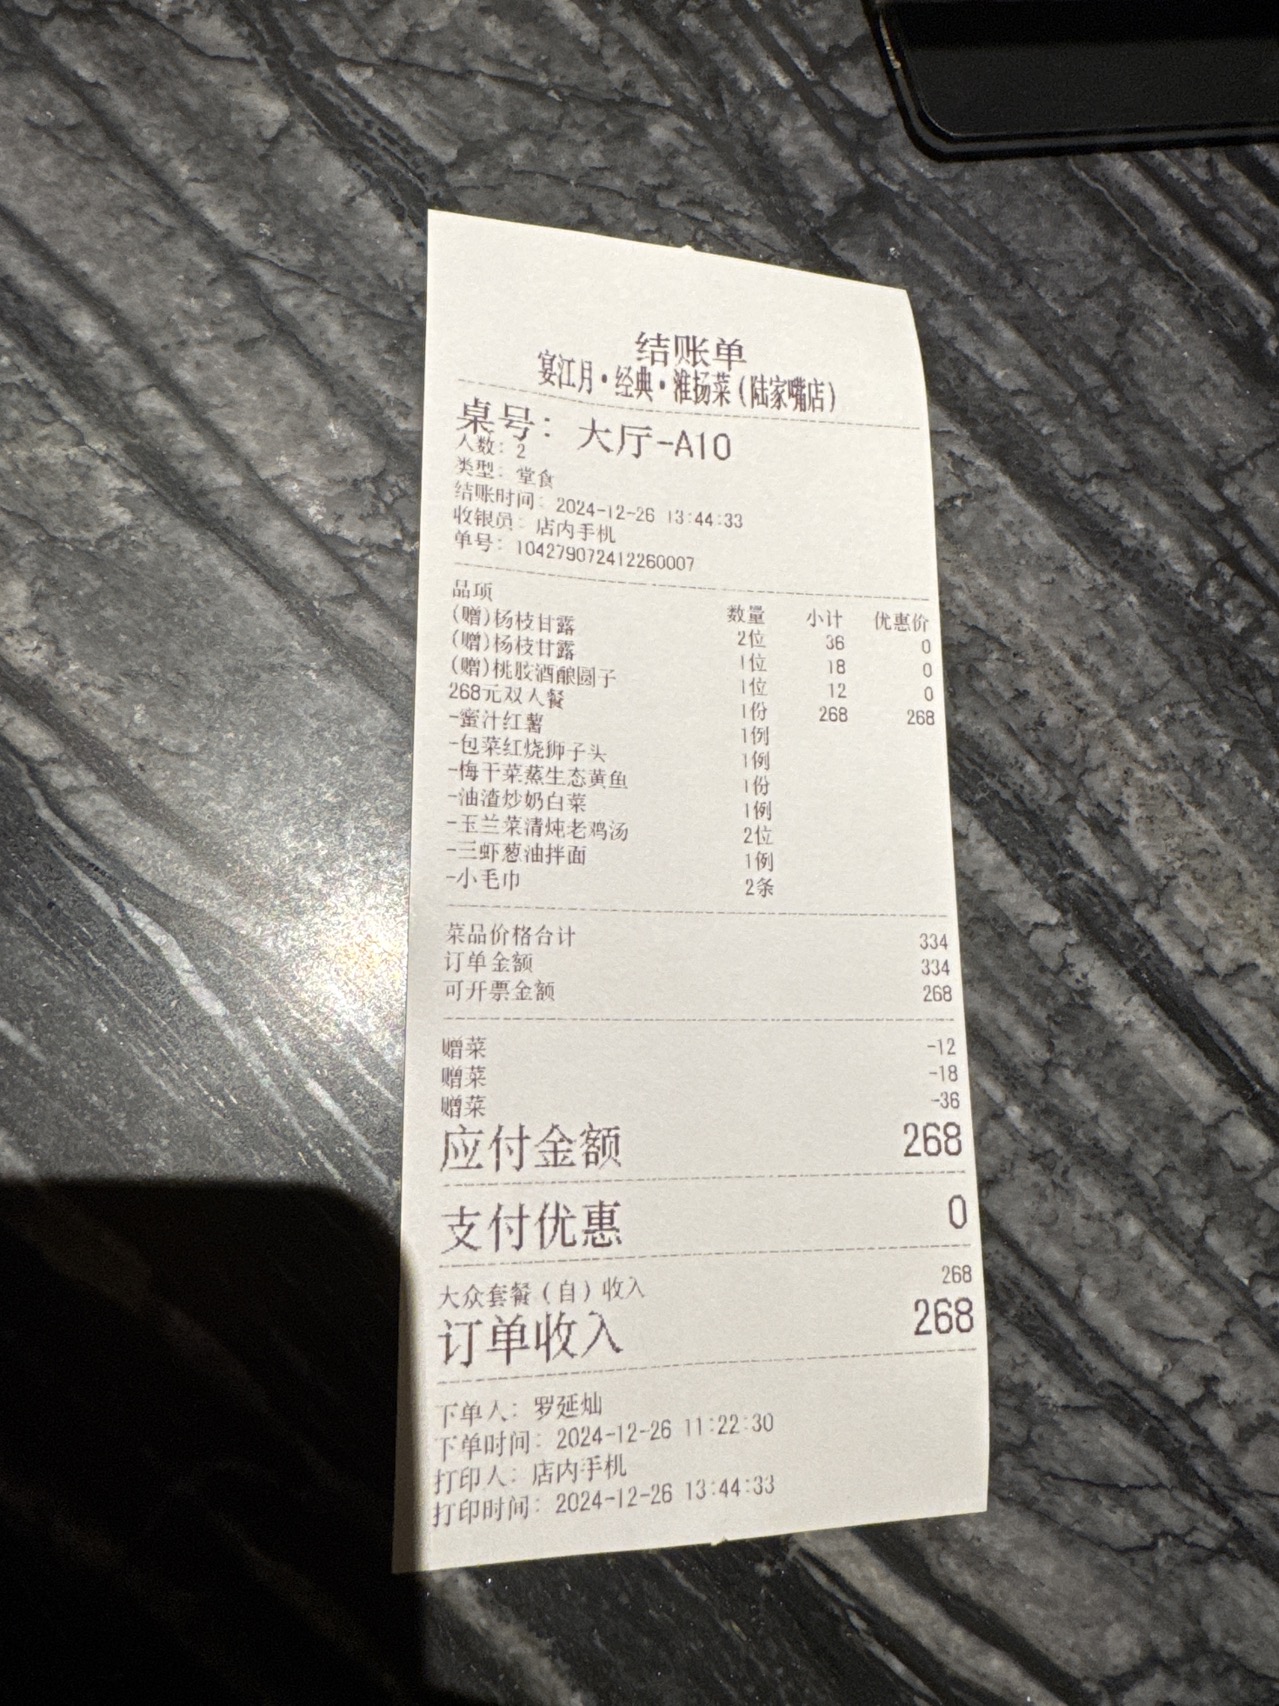 结账单
宴江月·经典·淮扬菜(陆家嘴店)
桌号: 大厅-A10
人数: 2
类型: 堂食
结账时间: 2024-12-26 13:44:33
收银员: 店内手机
单号: 104279072412260007
品项 数量 小计 优惠价
(赠)杨枝甘露 2位 36 0
(赠)杨枝甘露 1位 18 0
(赠)桃胶酒酿圆子 1位 12 0
268元双人餐 1份 268 268
-蜜汁红薯 1例
-包菜红烧狮子头 1例
-梅干菜蒸生态黄鱼 1份
-油渣炒奶白菜 1例
-玉兰菜清炖老鸡汤 2位
-三虾葱油拌面 1例
-小毛巾 2条
菜品价格合计 334
订单金额 334
可开票金额 268
赠菜 -12
赠菜 -18
赠菜 -36
应付金额 268
支付优惠 0
大众套餐(自)收入 268
订单收入 268
下单人: 罗延灿
下单时间: 2024-12-26 11:22:30
打印人: 店内手机
打印时间: 2024-12-26 13:44:33